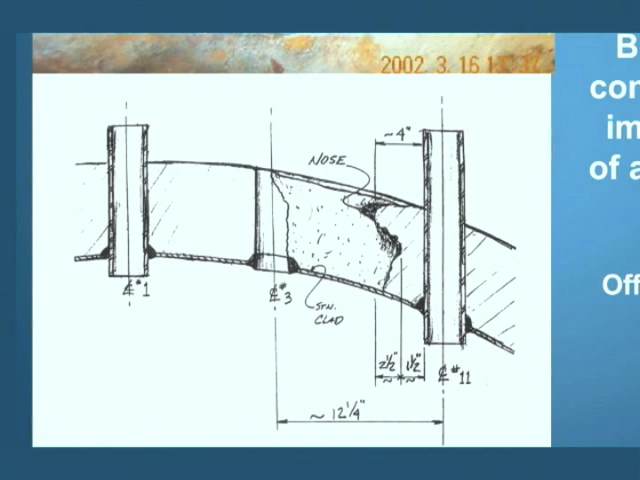 2002. 3. 16
B
con
im
of a
Off
~4"
NOSE
℄#1
℄#3
STN.
CLAD
2½"
1½"
~
~
℄#11
~ 12¼"